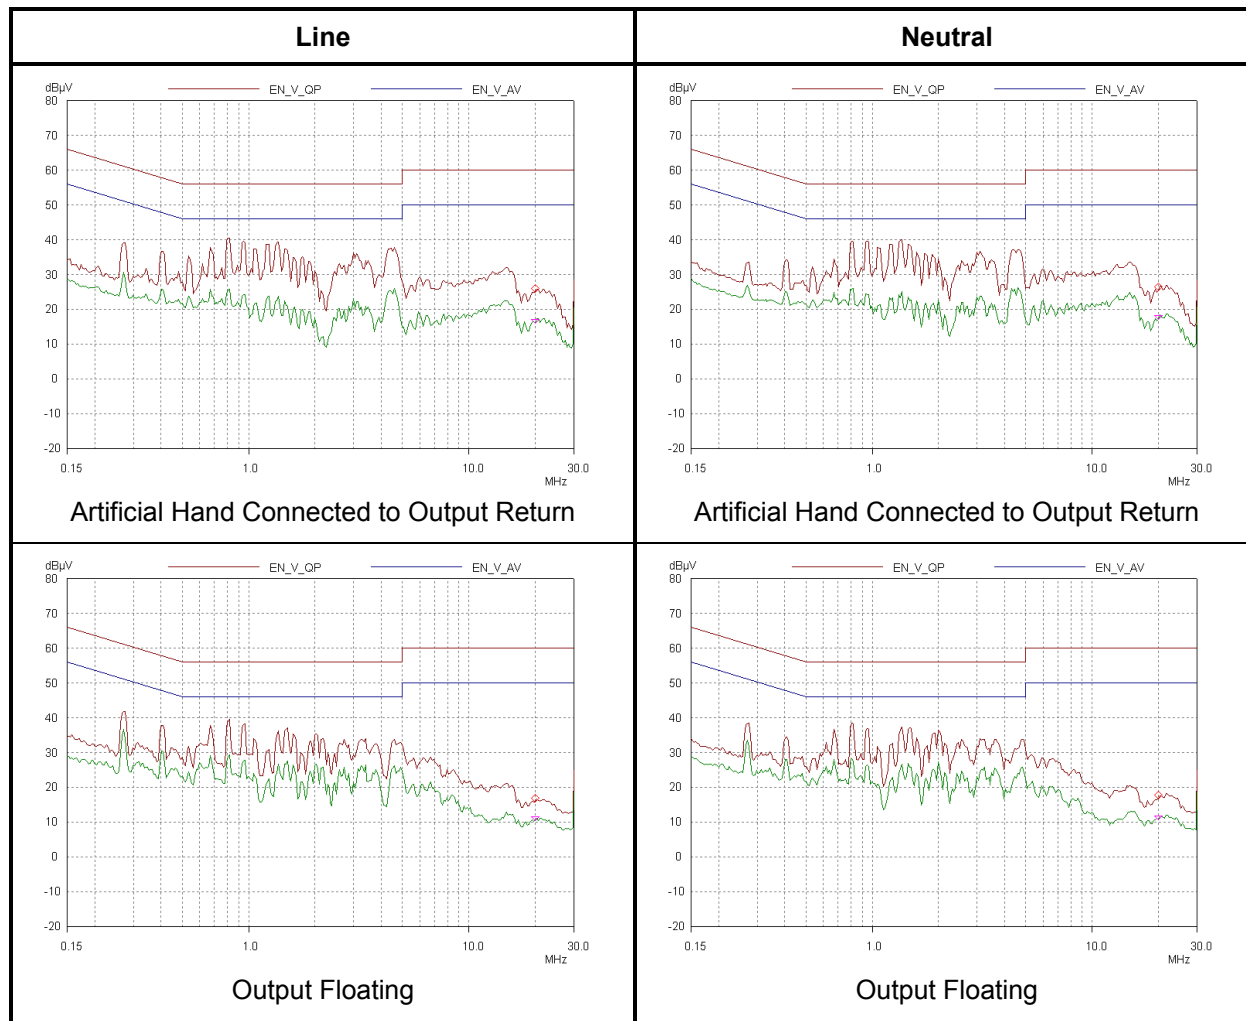 Line
Neutral
dBµV
EN_V_QP
EN_V_AV
80
70
60
50
40
30
20
10
0
-10
-20
0.15
1.0
10.0
30.0
MHz
Artificial Hand Connected to Output Return
dBµV
EN_V_QP
EN_V_AV
80
70
60
50
40
30
20
10
0
-10
-20
0.15
1.0
10.0
30.0
MHz
Artificial Hand Connected to Output Return
dBµV
EN_V_QP
EN_V_AV
80
70
60
50
40
30
20
10
0
-10
-20
0.15
1.0
10.0
30.0
MHz
Output Floating
dBµV
EN_V_QP
EN_V_AV
80
70
60
50
40
30
20
10
0
-10
-20
0.15
1.0
10.0
30.0
MHz
Output Floating